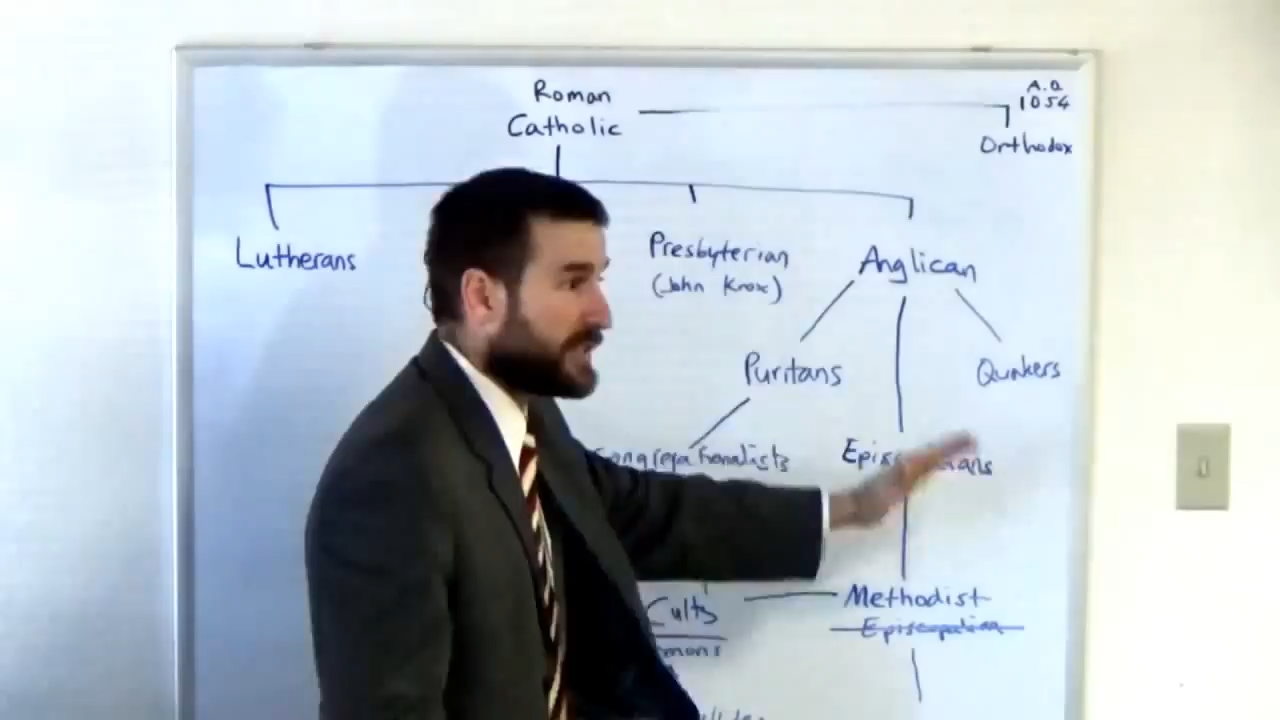 Roman
Catholic
A.D.
1054
Orthodox
Lutherans
Presbyterian
(John Knox)
Anglican
Puritans
Quakers
Congregationalists
Methodist
Episcopalian
Cults